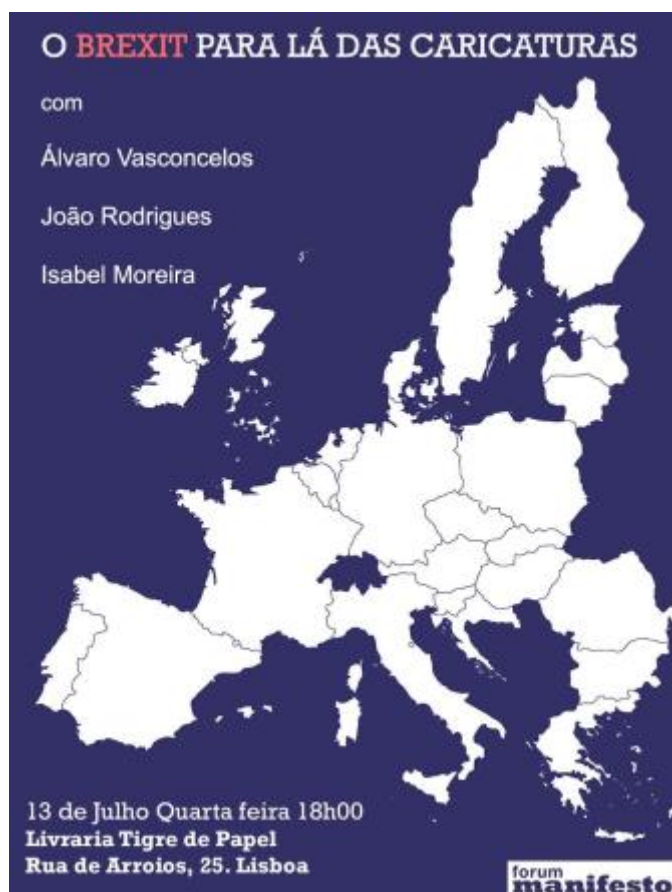 O BREXIT PARA LÁ DAS CARICATURAS
com
Álvaro Vasconcelos
João Rodrigues
Isabel Moreira
13 de Julho Quarta feira 18h00
Livraria Tigre de Papel
Rua de Arroios, 25. Lisboa
forum
manifesto